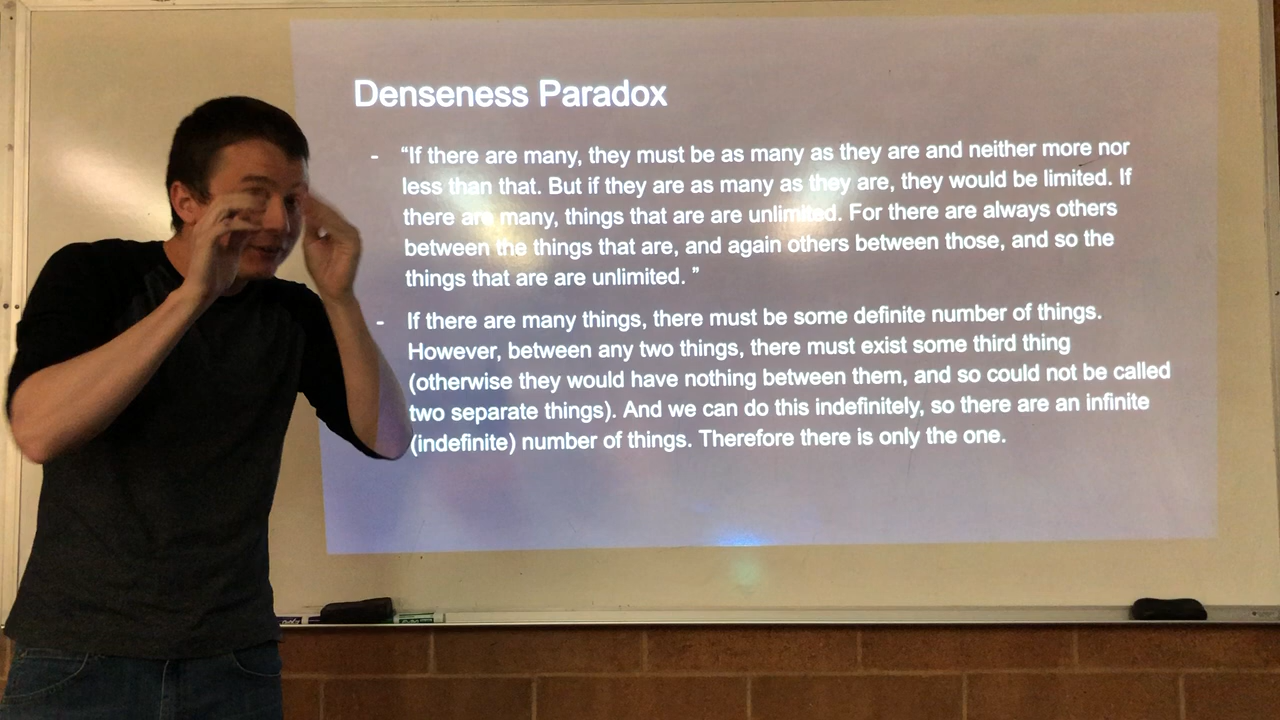 Denseness Paradox
- “If there are many, they must be as many as they are and neither more nor
less than that. But if they are as many as they are, they would be limited. If
there are many, things that are are unlimited. For there are always others
between the things that are, and again others between those, and so the
things that are are unlimited. ”
- If there are many things, there must be some definite number of things.
However, between any two things, there must exist some third thing
(otherwise they would have nothing between them, and so could not be called
two separate things). And we can do this indefinitely, so there are an infinite
(indefinite) number of things. Therefore there is only the one.